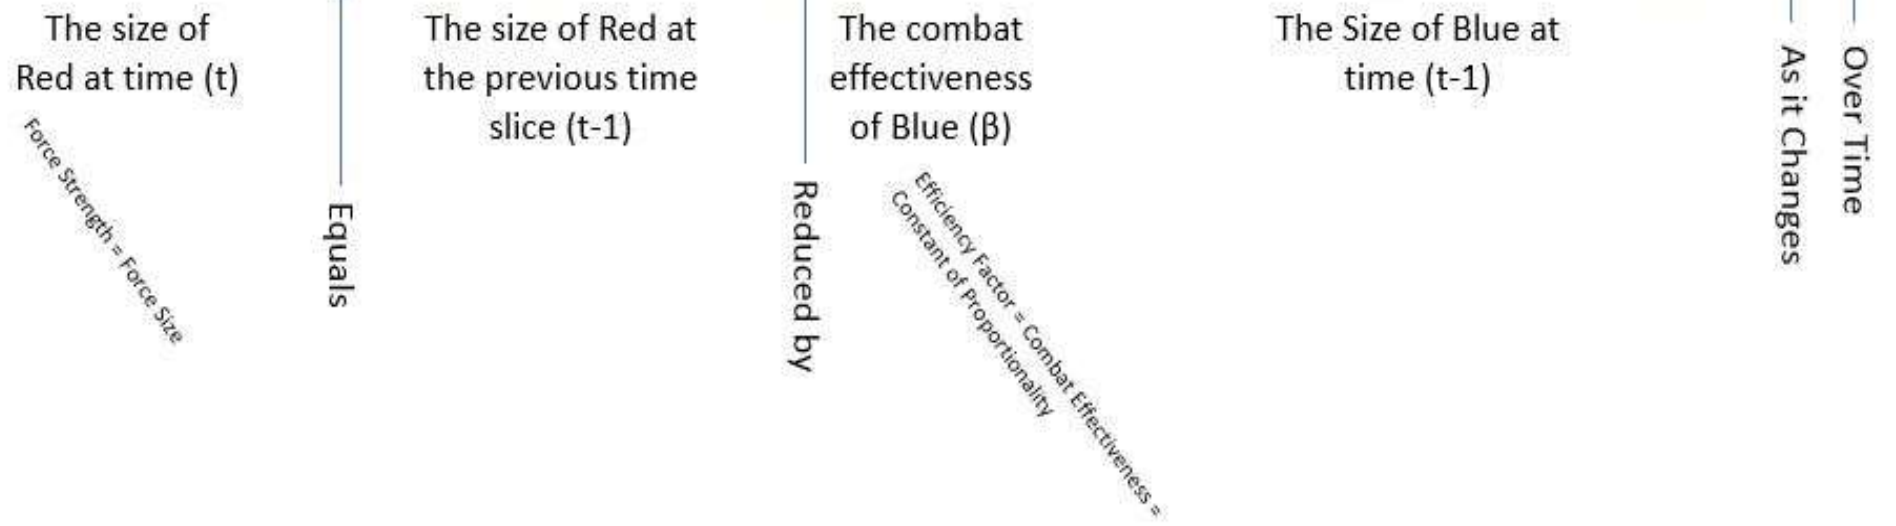 The size of
Red at time (t)
Force Strength = Force Size
Equals
The size of Red at
the previous time
slice (t-1)
Reduced by
The combat
effectiveness
of Blue (β)
Efficiency Factor = Combat Effectiveness =
Constant of Proportionality
The Size of Blue at
time (t-1)
As it Changes
Over Time